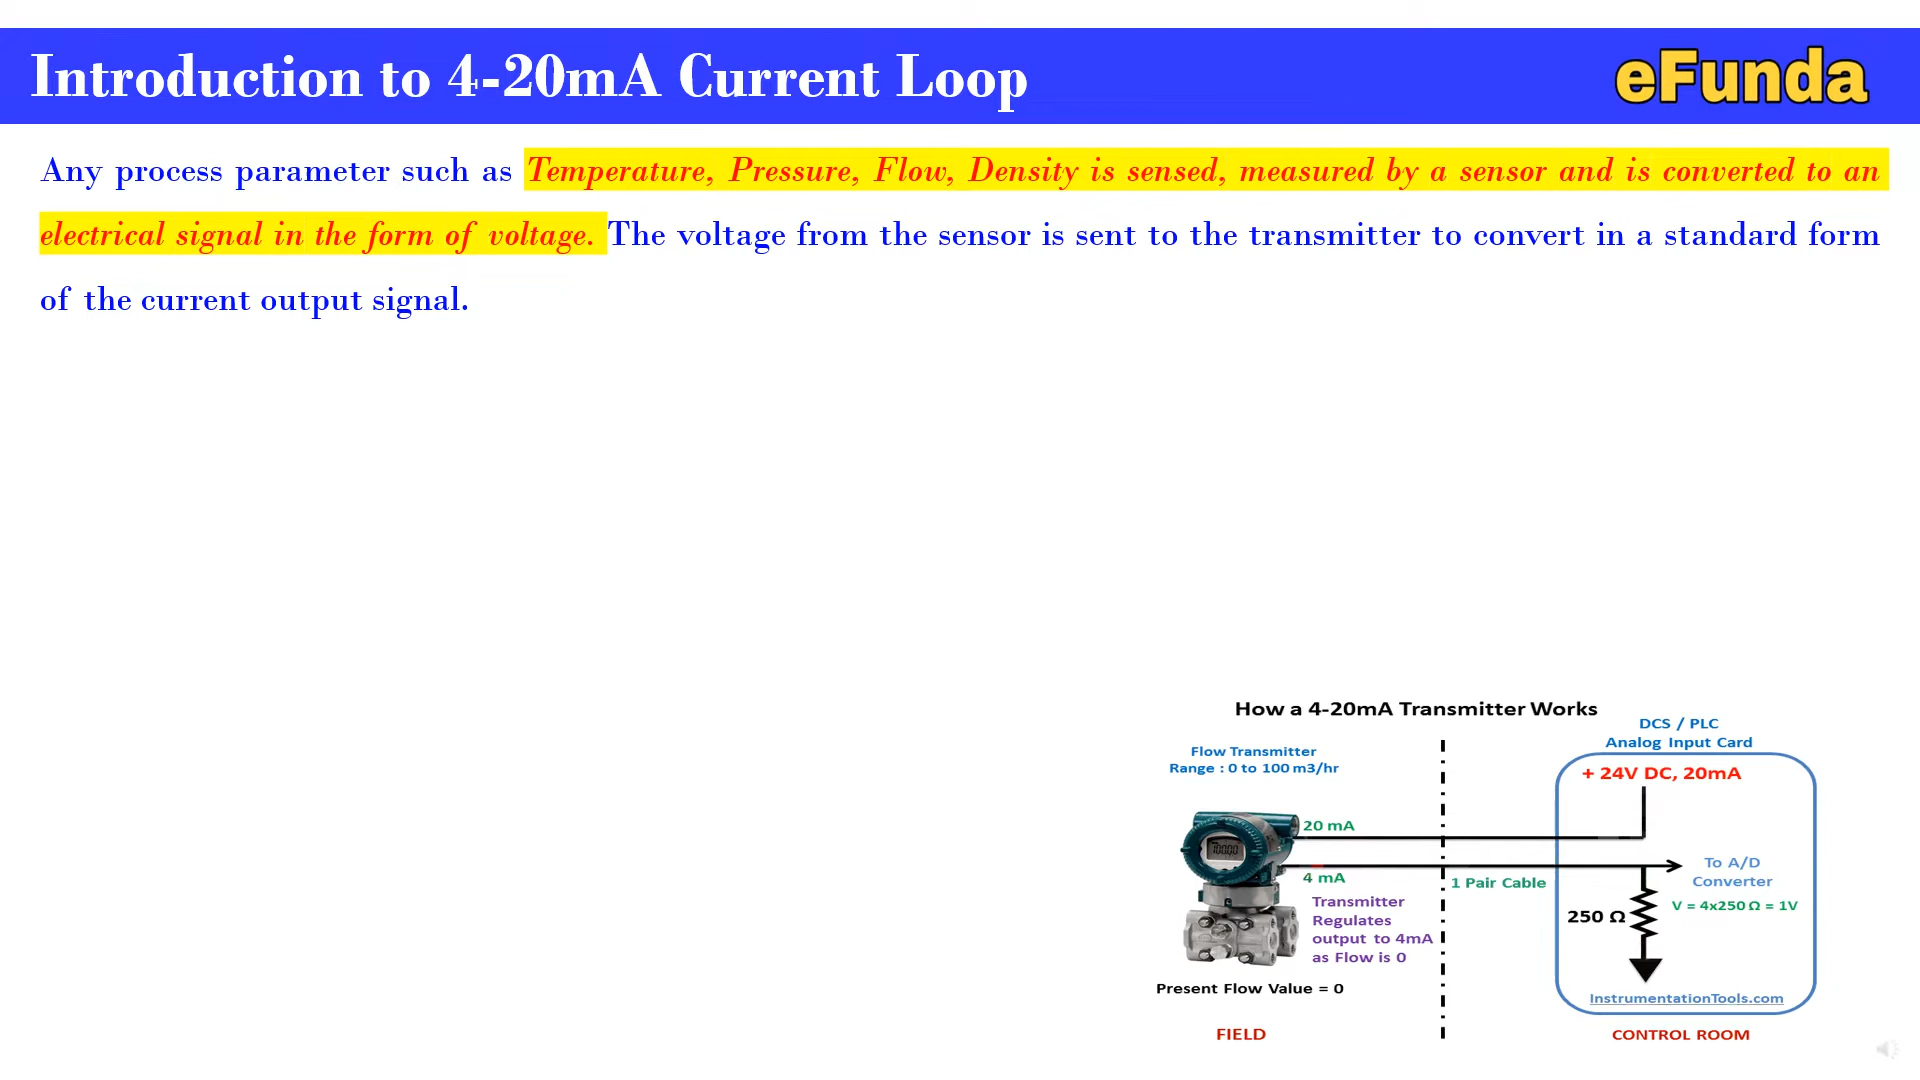 Introduction to 4-20mA Current Loop
eFunda
Any process parameter such as Temperature, Pressure, Flow, Density is sensed, measured by a sensor and is converted to an
electrical signal in the form of voltage. The voltage from the sensor is sent to the transmitter to convert in a standard form
of the current output signal.
How a 4-20mA Transmitter Works
DCS / PLC
Analog Input Card
Flow Transmitter
Range : 0 to 100 m3/hr
+ 24V DC, 20mA
20 mA
4 mA
1 Pair Cable
To A/D
Converter
V = 4x250 Ω = 1V
250 Ω
Transmitter
Regulates
output to 4mA
as Flow is 0
Present Flow Value = 0
InstrumentationTools.com
FIELD
CONTROL ROOM